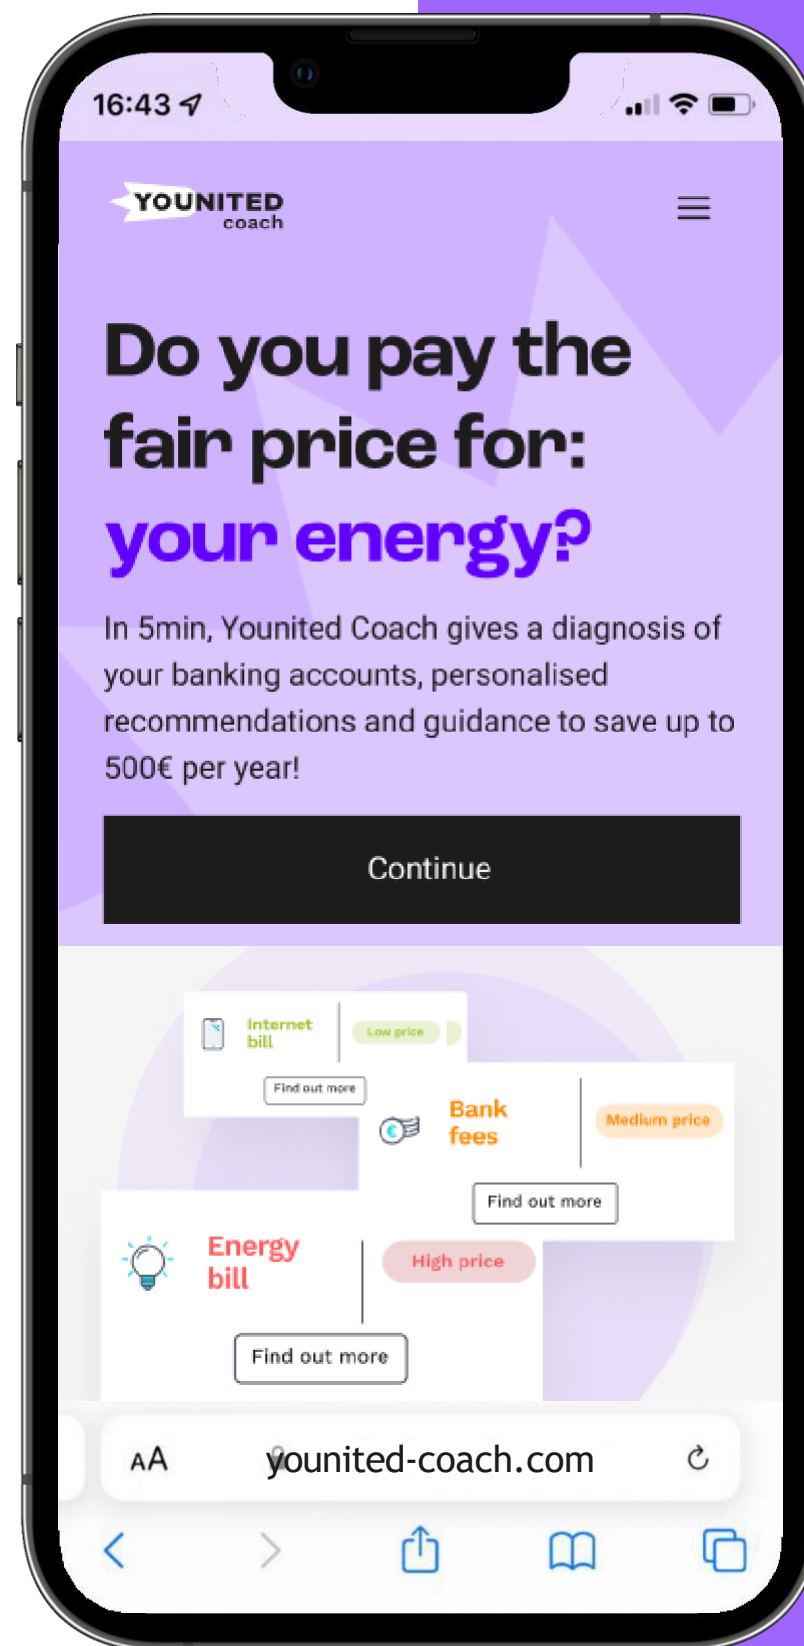 16:43
YOUNITED
coach
Do you pay the
fair price for:
your energy?
In 5min, Younited Coach gives a diagnosis of
your banking accounts, personalised
recommendations and guidance to save up to
500€ per year!
Continue
Internet
bill
Low price
Find out more
Bank
fees
Medium price
Find out more
Energy
bill
High price
Find out more
AA
younited-coach.com